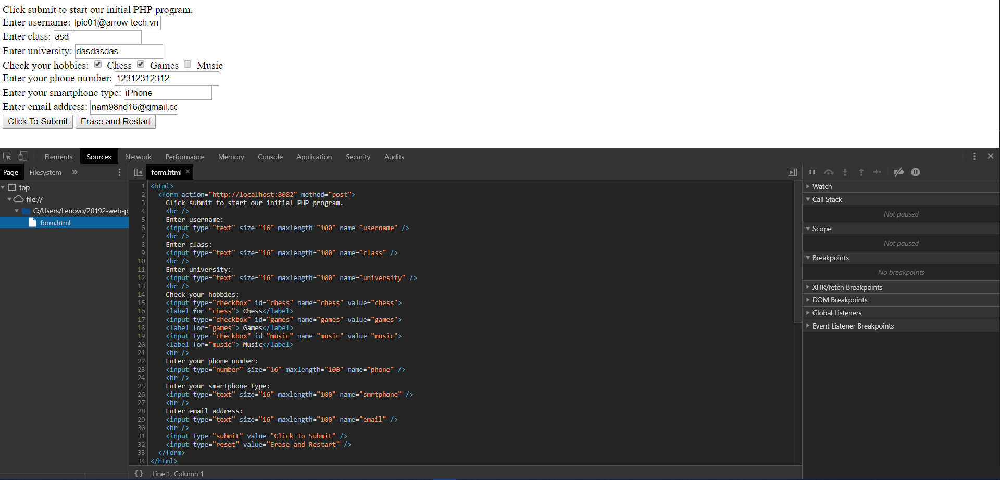 Click submit to start our initial PHP program.
Enter username: lpic01@arrow-tech.vn
Enter class: asd
Enter university: dasdasdas
Check your hobbies: Chess Games Music
Enter your phone number: 12312312312
Enter your smartphone type: iPhone
Enter email address: nam98nd16@gmail.cc
Click To Submit Erase and Restart
Elements Sources Network Performance Memory Console Application Security Audits
Page Filesystem » form.html ×
top
file://
C:/Users/Lenovo/20192-web-p
form.html
1 <html>
2 <form action="http://localhost:8082" method="post">
3 Click submit to start our initial PHP program.
4 <br />
5 Enter username:
6 <input type="text" size="16" maxlength="100" name="username" />
7 <br />
8 Enter class:
9 <input type="text" size="16" maxlength="100" name="class" />
10 <br />
11 Enter university:
12 <input type="text" size="16" maxlength="100" name="university" />
13 <br />
14 Check your hobbies:
15 <input type="checkbox" id="chess" name="chess" value="chess">
16 <label for="chess"> Chess</label>
17 <input type="checkbox" id="games" name="games" value="games">
18 <label for="games"> Games</label>
19 <input type="checkbox" id="music" name="music" value="music">
20 <label for="music"> Music</label>
21 <br />
22 Enter your phone number:
23 <input type="number" size="16" maxlength="100" name="phone" />
24 <br />
25 Enter your smartphone type:
26 <input type="text" size="16" maxlength="100" name="smrtphone" />
27 <br />
28 Enter email address:
29 <input type="text" size="16" maxlength="100" name="email" />
30 <br />
31 <input type="submit" value="Click To Submit" />
32 <input type="reset" value="Erase and Restart" />
33 </form>
34 </html>
{} Line 1, Column 1
Watch
Call Stack
Not paused
Scope
Not paused
Breakpoints
No breakpoints
XHR/fetch Breakpoints
DOM Breakpoints
Global Listeners
Event Listener Breakpoints